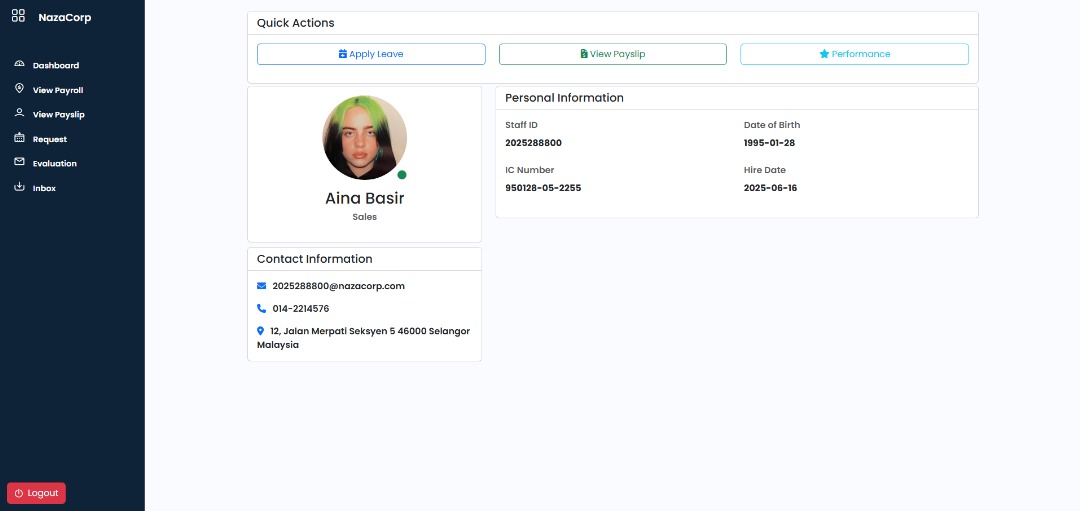 NazaCorp
Dashboard
View Payroll
View Payslip
Request
Evaluation
Inbox
Logout
Quick Actions
Apply Leave
View Payslip
Performance
Aina Basir
Sales
Contact Information
2025288800@nazacorp.com
014-2214576
12, Jalan Merpati Seksyen 5 46000 Selangor
Malaysia
Personal Information
Staff ID
2025288800
Date of Birth
1995-01-28
IC Number
950128-05-2255
Hire Date
2025-06-16